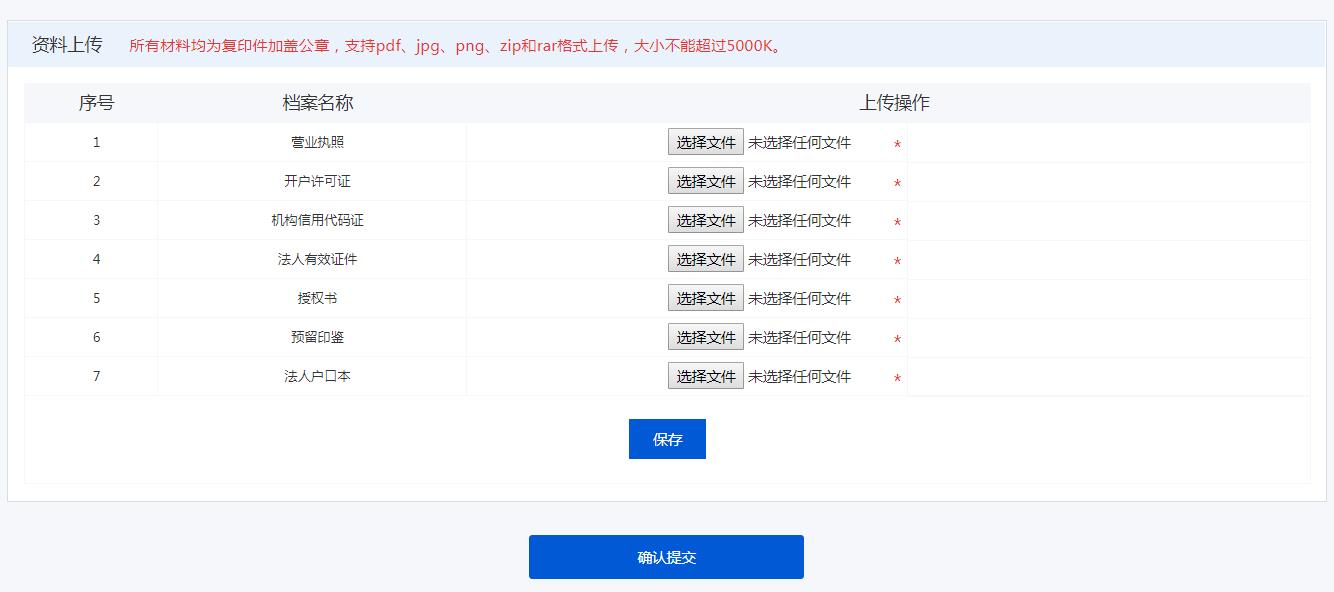 资料上传 所有材料均为复印件加盖公章，支持pdf、jpg、png、zip和rar格式上传，大小不能超过5000K。
序号 档案名称 上传操作
1 营业执照 选择文件 未选择任何文件 *
2 开户许可证 选择文件 未选择任何文件 *
3 机构信用代码证 选择文件 未选择任何文件 *
4 法人有效证件 选择文件 未选择任何文件 *
5 授权书 选择文件 未选择任何文件 *
6 预留印鉴 选择文件 未选择任何文件 *
7 法人户口本 选择文件 未选择任何文件 *
保存
确认提交